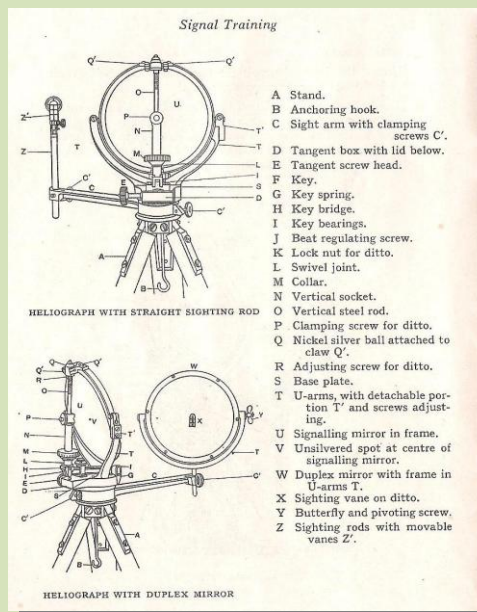 Signal Training
Q'
Q'
O
U
P
Z'
N
T'
Z
T
M
T
L
C'
I
E
S
C
D
C'
A
B
HELIOGRAPH WITH STRAIGHT SIGHTING ROD
Q
Q'
R
W
O
U
V
P
X
Y
N
T'
M
T
T
L
H
I
I
G
C
C'
E
D
S
C'
A
B
HELIOGRAPH WITH DUPLEX MIRROR
A Stand.
B Anchoring hook.
C Sight arm with clamping
screws C'.
D Tangent box with lid below.
E Tangent screw head.
F Key.
G Key spring.
H Key bridge.
I Key bearings.
J Beat regulating screw.
K Lock nut for ditto.
L Swivel joint.
M Collar.
N Vertical socket.
O Vertical steel rod.
P Clamping screw for ditto.
Q Nickel silver ball attached to
claw Q'.
R Adjusting screw for ditto.
S Base plate.
T U-arms, with detachable por-
tion T' and screws adjust-
ing.
U Signalling mirror in frame.
V Unsilvered spot at centre of
signalling mirror.
W Duplex mirror with frame in
U-arms T.
X Sighting vane on ditto.
Y Butterfly and pivoting screw.
Z Sighting rods with movable
vanes Z'.